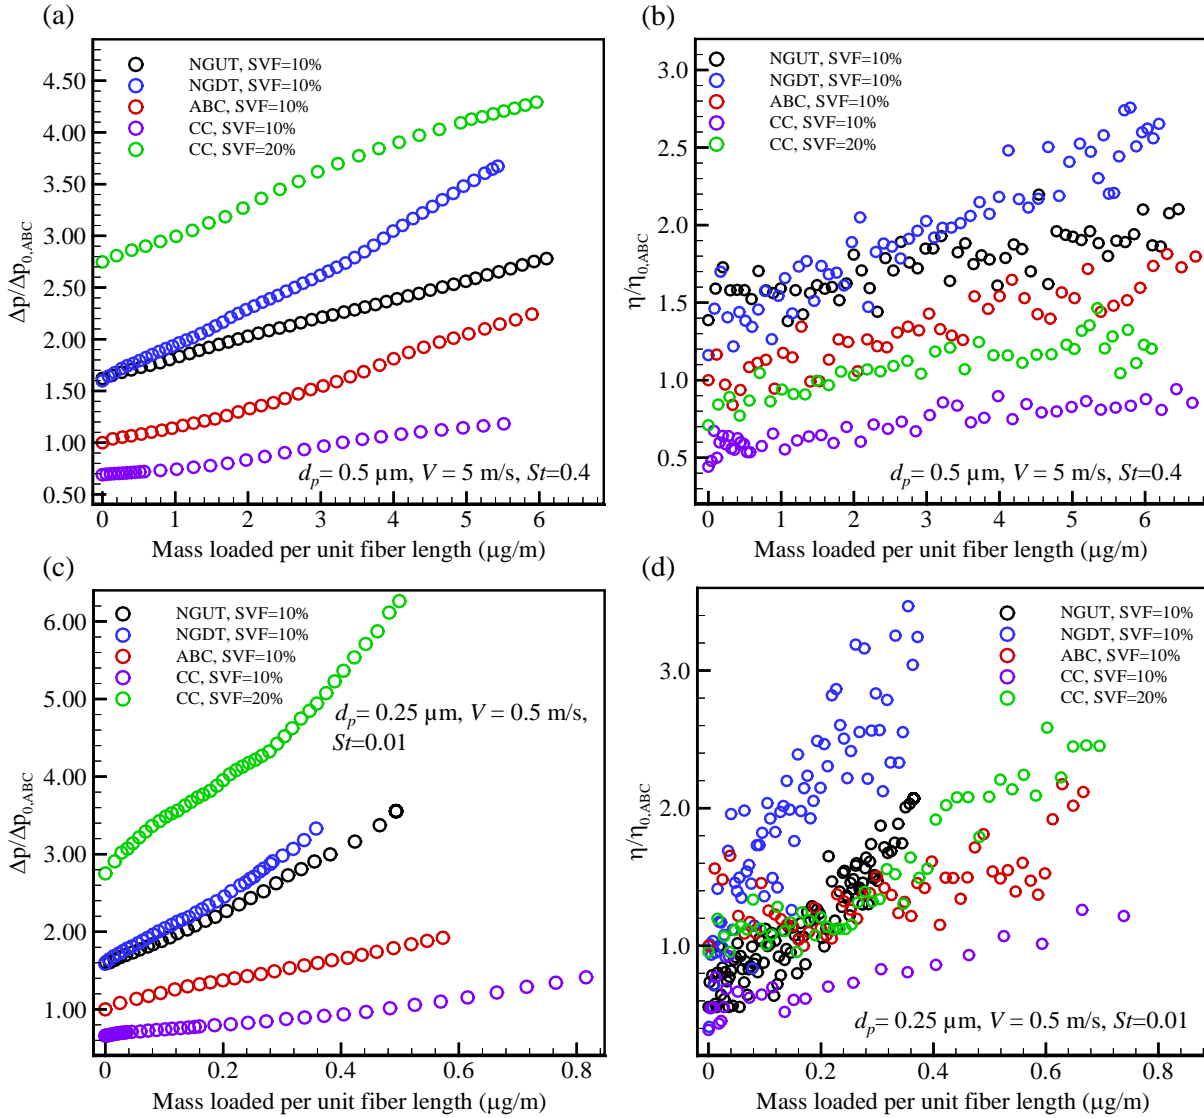 (a)
Δp/Δp0,ABC
4.50
4.00
3.50
3.00
2.50
2.00
1.50
1.00
0.50
NGUT, SVF=10%
NGDT, SVF=10%
ABC, SVF=10%
CC, SVF=10%
CC, SVF=20%
dp= 0.5 µm, V = 5 m/s, St=0.4
0 1 2 3 4 5 6
Mass loaded per unit fiber length (µg/m)
(b)
η/η0,ABC
3.0
2.5
2.0
1.5
1.0
0.5
NGUT, SVF=10%
NGDT, SVF=10%
ABC, SVF=10%
CC, SVF=10%
CC, SVF=20%
dp= 0.5 µm, V = 5 m/s, St=0.4
0 1 2 3 4 5 6
Mass loaded per unit fiber length (µg/m)
(c)
Δp/Δp0,ABC
6.00
5.00
4.00
3.00
2.00
1.00
NGUT, SVF=10%
NGDT, SVF=10%
ABC, SVF=10%
CC, SVF=10%
CC, SVF=20%
dp= 0.25 µm, V = 0.5 m/s,
St=0.01
0 0.2 0.4 0.6 0.8
Mass loaded per unit fiber length (µg/m)
(d)
η/η0,ABC
3.0
2.0
1.0
NGUT, SVF=10%
NGDT, SVF=10%
ABC, SVF=10%
CC, SVF=10%
CC, SVF=20%
dp= 0.25 µm, V = 0.5 m/s, St=0.01
0 0.2 0.4 0.6 0.8
Mass loaded per unit fiber length (µg/m)